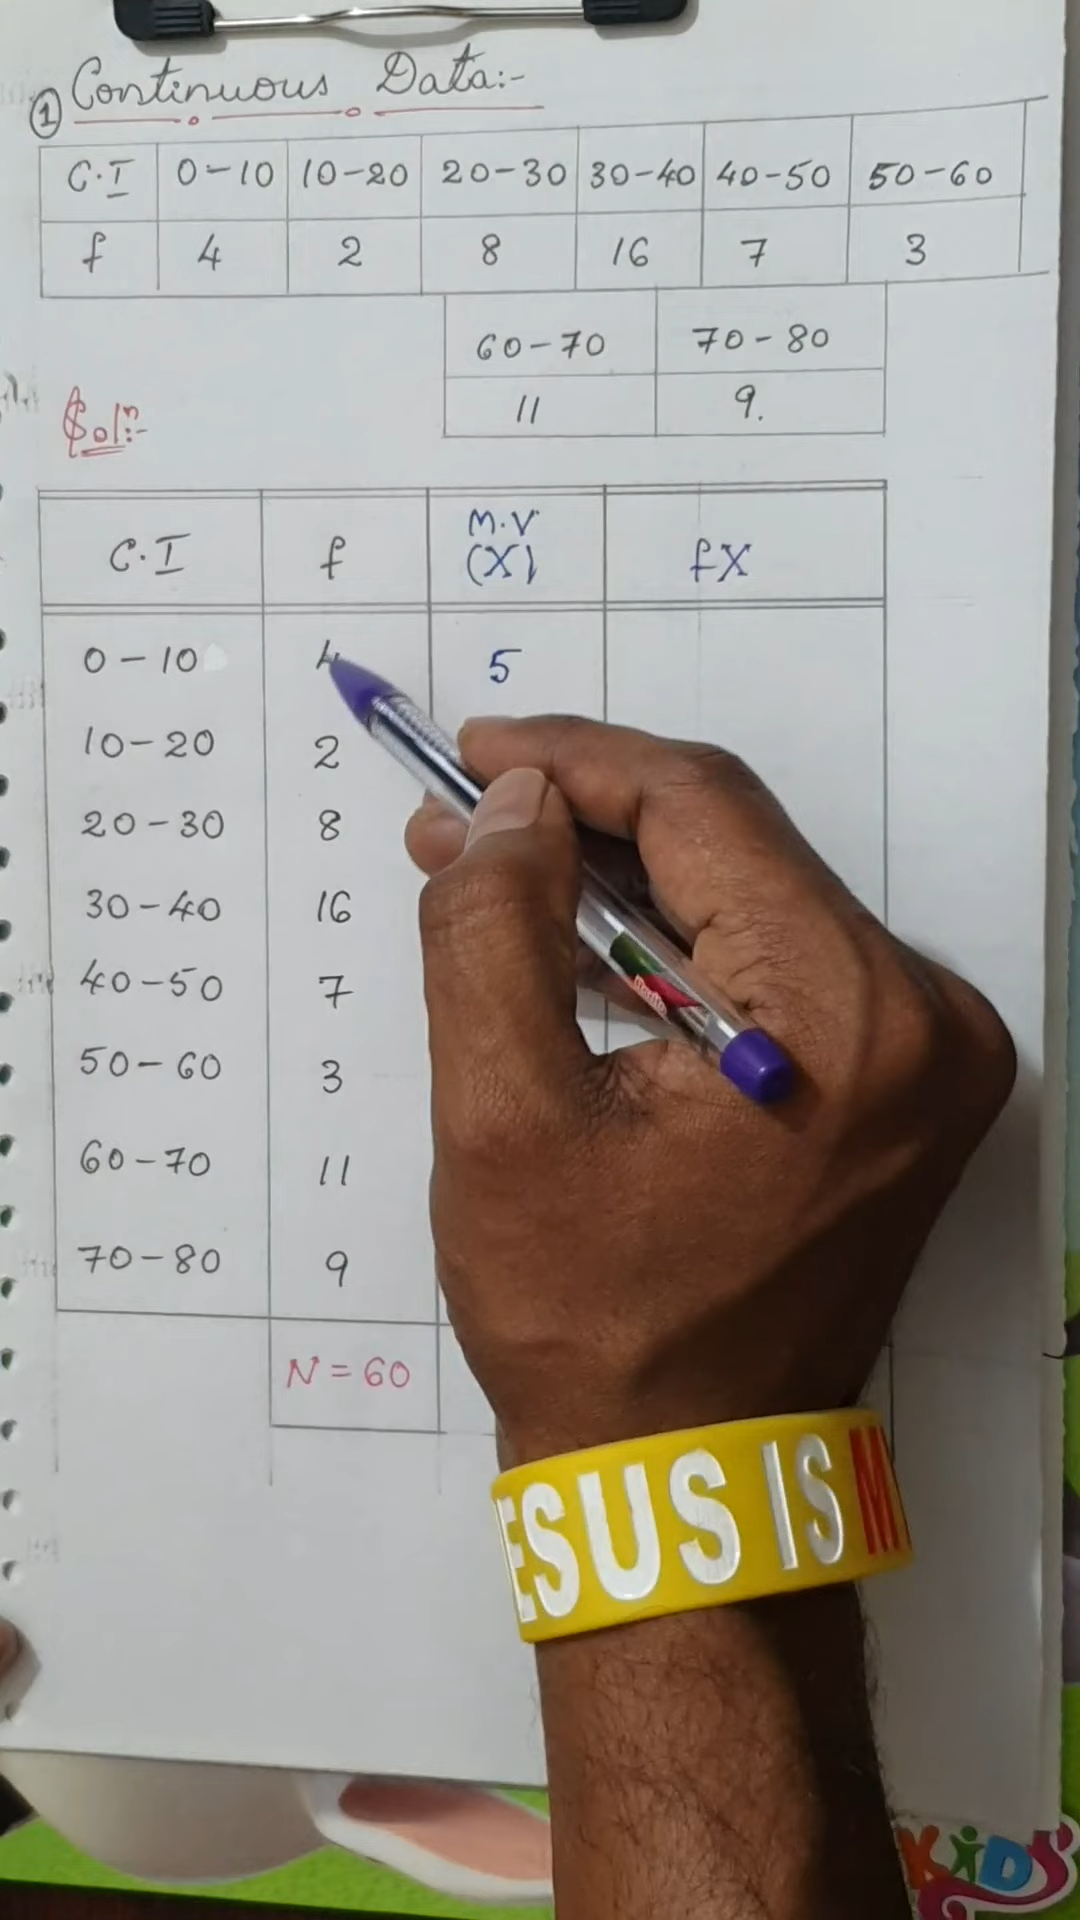 ① Continuous Data:-
C.I 0-10 10-20 20-30 30-40 40-50 50-60
f 4 2 8 16 7 3
60-70 70-80
11 9.
Solⁿ:-
C.I f M.V (X) fX
0-10 4 5
10-20 2
20-30 8
30-40 16
40-50 7
50-60 3
60-70 11
70-80 9
N = 60
ESUS IS
KiDS